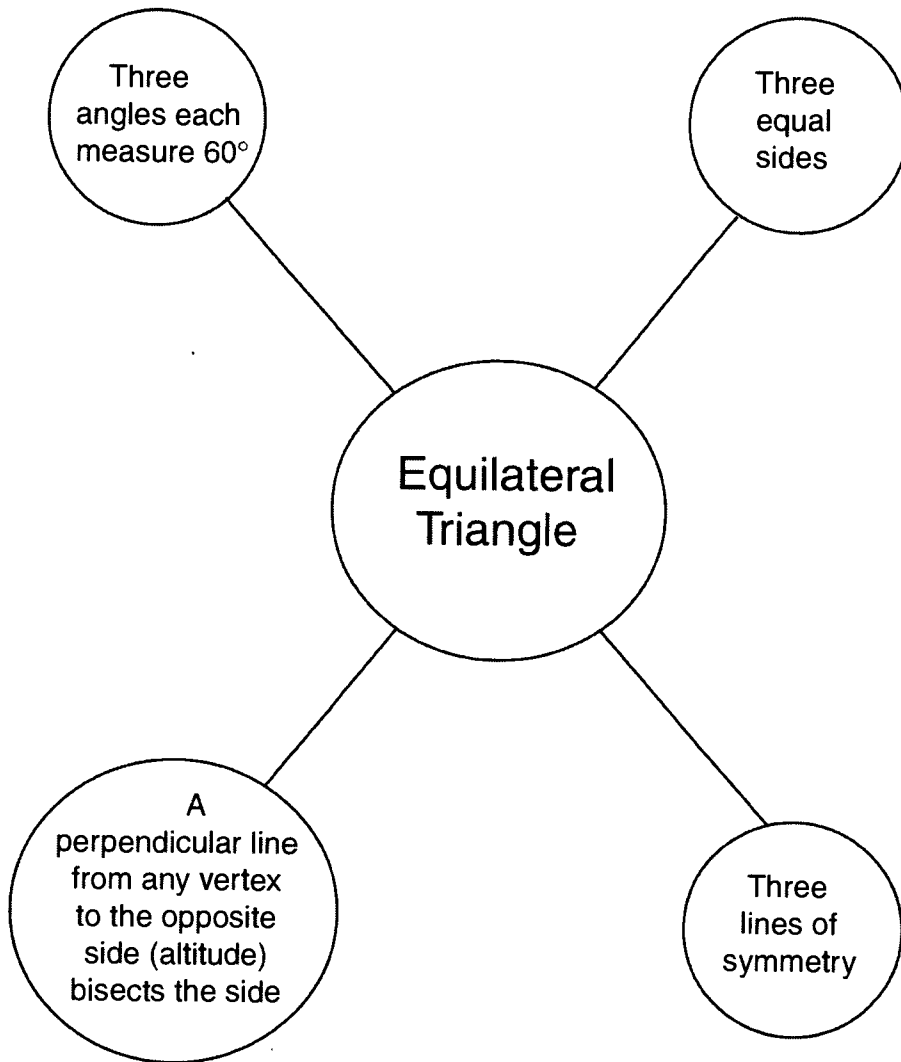 Three
angles each
measure 60°
Three
equal
sides
Equilateral
Triangle
A
perpendicular line
from any vertex
to the opposite
side (altitude)
bisects the side
Three
lines of
symmetry